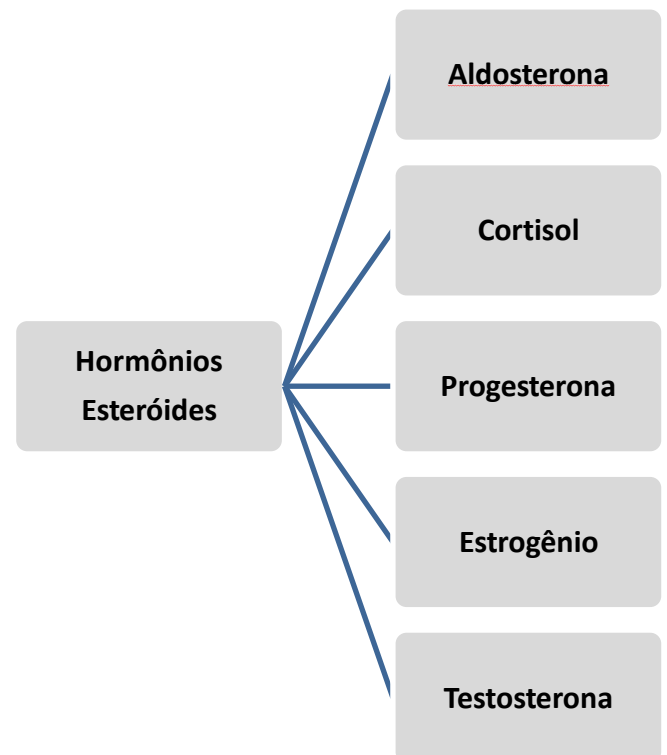 Hormônios
Esteróides
Aldosterona
Cortisol
Progesterona
Estrogênio
Testosterona